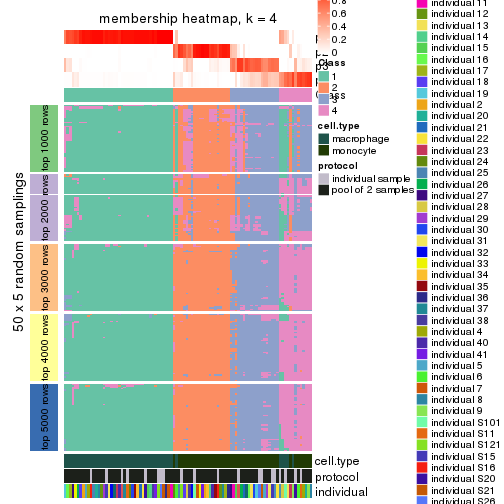 membership heatmap, k = 4
50 x 5 random samplings
top 1000 rows
top 2000 rows
top 3000 rows
top 4000 rows
top 5000 rows
0.8
0.6
0.4
0.2
0
Class
1
2
3
4
cell.type
macrophage
monocyte
protocol
individual sample
pool of 2 samples
cell.type
protocol
individual
individual 11
individual 12
individual 13
individual 14
individual 15
individual 16
individual 17
individual 18
individual 19
individual 2
individual 20
individual 21
individual 22
individual 23
individual 24
individual 25
individual 26
individual 27
individual 28
individual 29
individual 30
individual 31
individual 32
individual 33
individual 34
individual 35
individual 36
individual 37
individual 38
individual 4
individual 40
individual 41
individual 5
individual 6
individual 7
individual 8
individual 9
individual S101
individual S11
individual S121
individual S15
individual S16
individual S20
individual S21
individual S26